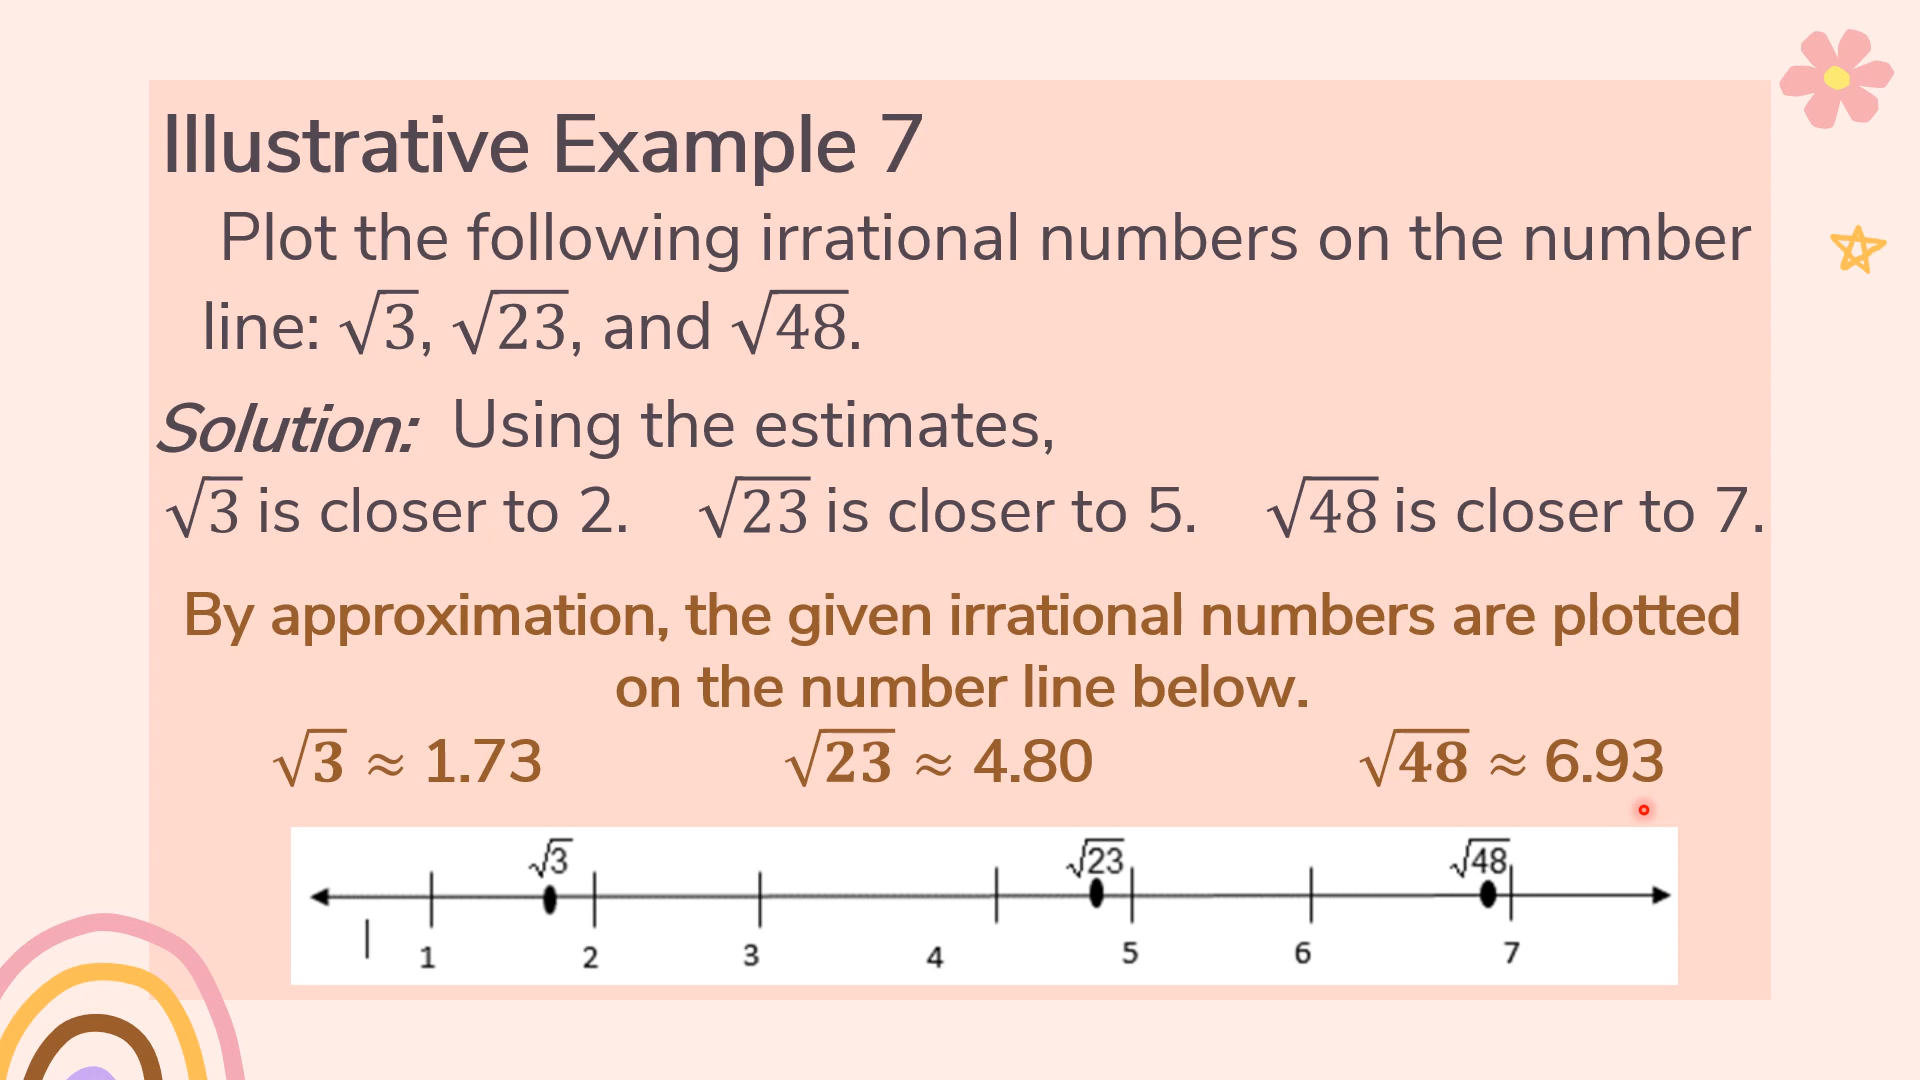 Illustrative Example 7
Plot the following irrational numbers on the number
line: √3, √23, and √48.
Solution: Using the estimates,
√3 is closer to 2. √23 is closer to 5. √48 is closer to 7.
By approximation, the given irrational numbers are plotted
on the number line below.
√3 ≈ 1.73 √23 ≈ 4.80 √48 ≈ 6.93
√3 √23 √48
1 2 3 4 5 6 7